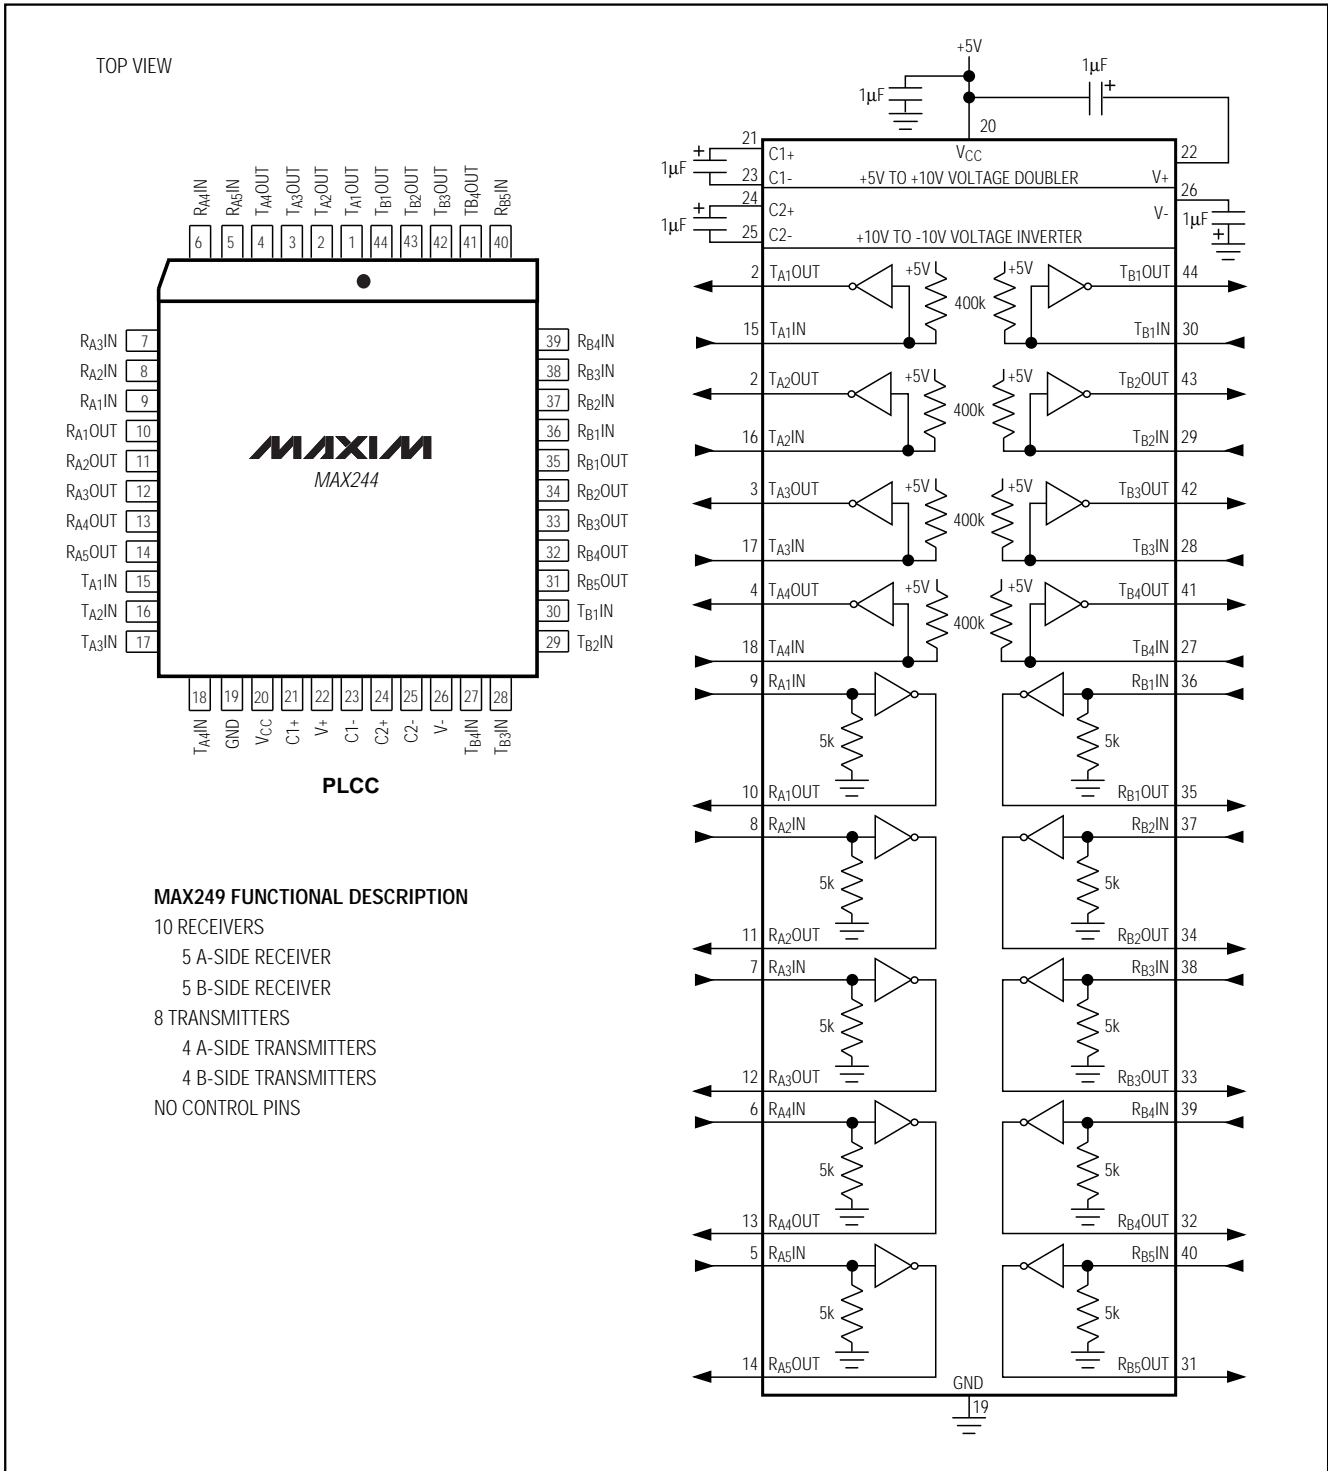 TOP VIEW
RA4IN
RA5IN
TA4OUT
TA3OUT
TA2OUT
TA1OUT
TB1OUT
TB2OUT
TB3OUT
TB4OUT
RB5IN
6 5 4 3 2 1 44 43 42 41 40
RA3IN 7
RA2IN 8
RA1IN 9
RA1OUT 10
RA2OUT 11
RA3OUT 12
RA4OUT 13
RA5OUT 14
TA1IN 15
TA2IN 16
TA3IN 17
MAXIM
MAX244
39 RB4IN
38 RB3IN
37 RB2IN
36 RB1IN
35 RB1OUT
34 RB2OUT
33 RB3OUT
32 RB4OUT
31 RB5OUT
30 TB1IN
29 TB2IN
18 19 20 21 22 23 24 25 26 27 28
TA4IN
GND
VCC
C1+
V+
C1-
C2+
C2-
V-
TB4IN
TB3IN
PLCC
MAX249 FUNCTIONAL DESCRIPTION
10 RECEIVERS
5 A-SIDE RECEIVER
5 B-SIDE RECEIVER
8 TRANSMITTERS
4 A-SIDE TRANSMITTERS
4 B-SIDE TRANSMITTERS
NO CONTROL PINS
+5V
1μF
1μF +
20
VCC
21 C1+
+ 1μF
23 C1-
+5V TO +10V VOLTAGE DOUBLER
22
V+
24 C2+
+ 1μF
25 C2-
+10V TO -10V VOLTAGE INVERTER
26
V-
1μF +
2 TA1OUT +5V 400k +5V TB1OUT 44
15 TA1IN TB1IN 30
2 TA2OUT +5V 400k +5V TB2OUT 43
16 TA2IN TB2IN 29
3 TA3OUT +5V 400k +5V TB3OUT 42
17 TA3IN TB3IN 28
4 TA4OUT +5V 400k +5V TB4OUT 41
18 TA4IN TB4IN 27
9 RA1IN RB1IN 36
5k 5k
10 RA1OUT RB1OUT 35
8 RA2IN RB2IN 37
5k 5k
11 RA2OUT RB2OUT 34
7 RA3IN RB3IN 38
5k 5k
12 RA3OUT RB3OUT 33
6 RA4IN RB4IN 39
5k 5k
13 RA4OUT RB4OUT 32
5 RA5IN RB5IN 40
5k 5k
14 RA5OUT RB5OUT 31
GND
19